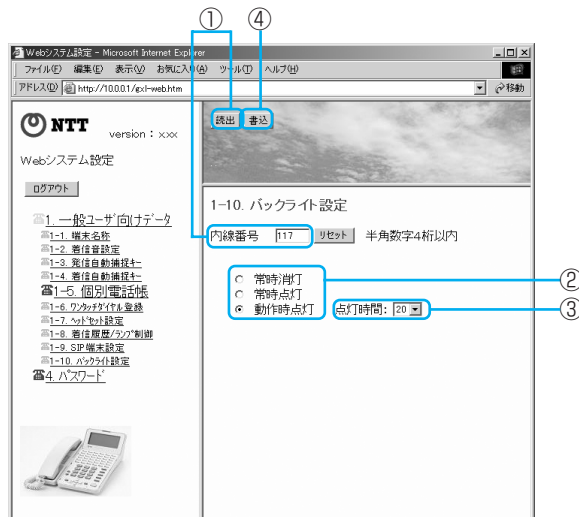 ① ④
Webシステム設定 - Microsoft Internet Explorer
ファイル(F) 編集(E) 表示(V) お気に入り(A) ツール(T) ヘルプ(H)
アドレス(D) http://10.0.0.1/gxl-web.htm 移動
NTT version : xxx
Webシステム設定
ログアウト
1. 一般ユーザ向けデータ
1-1. 端末名称
1-2. 着信音設定
1-3. 発信自動捕捉キー
1-4. 着信自動捕捉キー
1-5. 個別電話帳
1-6. ワンタッチダイヤル登録
1-7. ヘッドセット設定
1-8. 着信履歴/ランプ制御
1-9. SIP端末設定
1-10. バックライト設定
4. パスワード
読出 書込
1-10. バックライト設定
内線番号 117 リセット 半角数字4桁以内
常時消灯
常時点灯
動作時点灯 点灯時間: 20
②
③